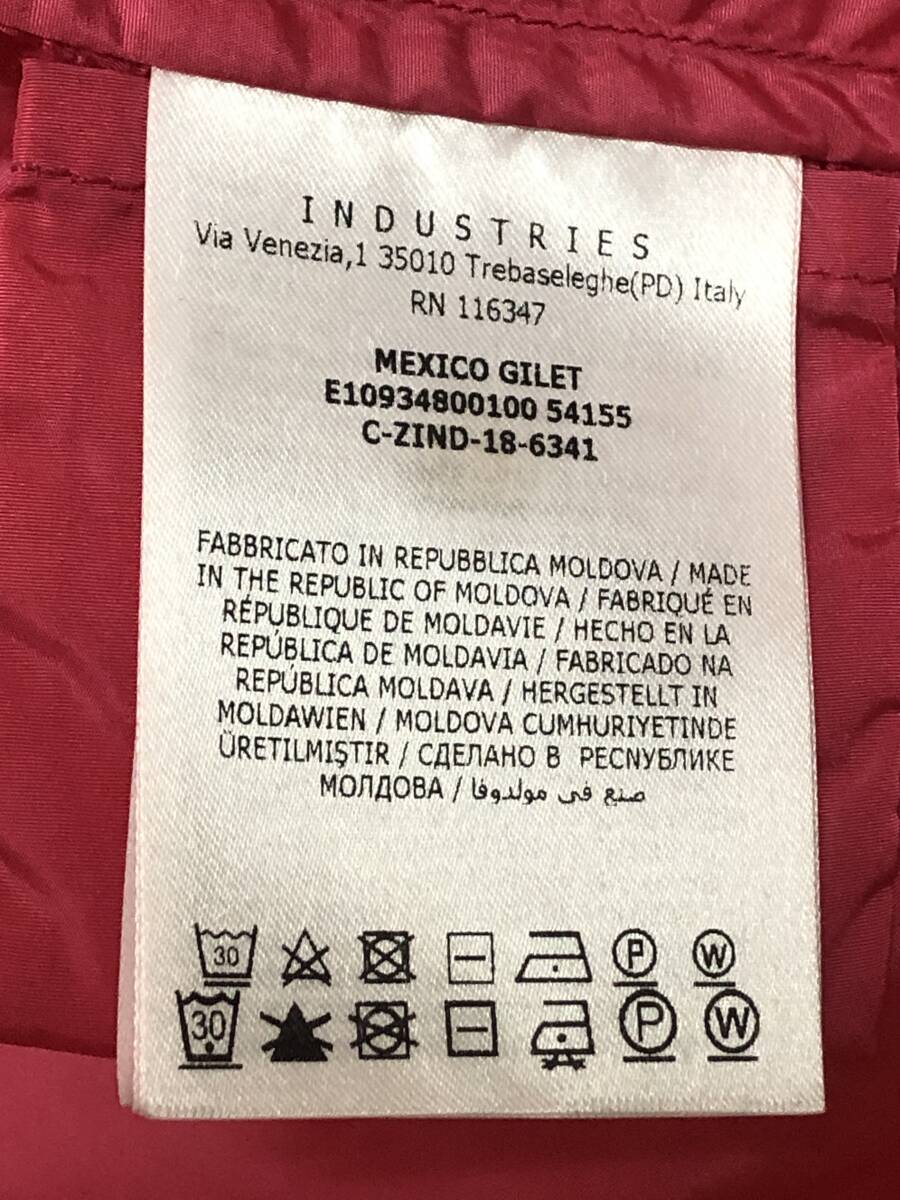 INDUSTRIES
Via Venezia,1 35010 Trebaseleghe(PD) Italy
RN 116347
MEXICO GILET
E10934800100 54155
C-ZIND-18-6341
FABBRICATO IN REPUBBLICA MOLDOVA / MADE
IN THE REPUBLIC OF MOLDOVA / FABRIQUÉ EN
RÉPUBLIQUE DE MOLDAVIE / HECHO EN LA
REPÚBLICA DE MOLDAVIA / FABRICADO NA
REPÚBLICA MOLDAVA / HERGESTELLT IN
MOLDAWIEN / MOLDOVA CUMHURIYETINDE
ÜRETILMIŞTIR / СДЕЛАНО В РЕСNУБЛИКЕ
МОЛДОВА / صنع في مولدوفا
30 P W
30 P W